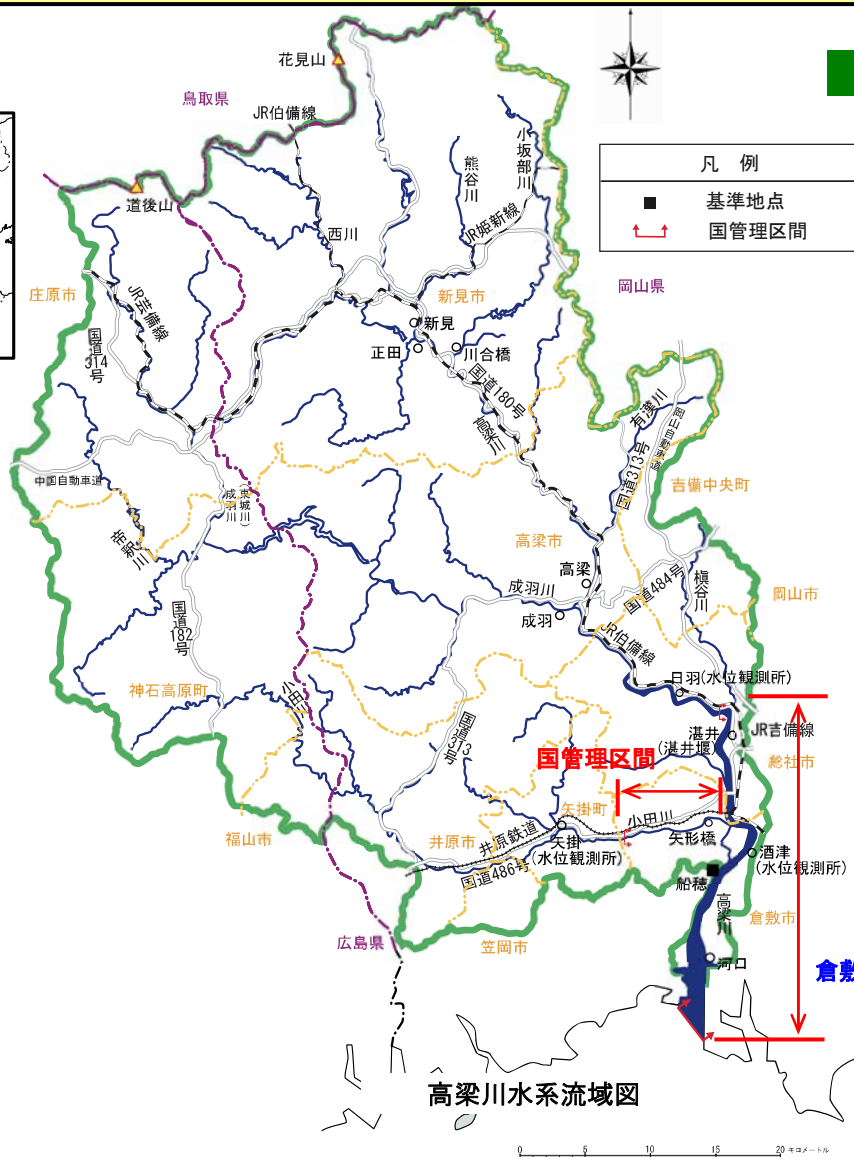 花見山
鳥取県
JR伯備線
小坂部川
熊谷川
凡 例
基準地点
国管理区間
道後山
西川
JR姫新線
岡山県
庄原市
JR芸備線
新見市
国道314号
新見
正田
川合橋
国道180号
高梁川
有漢川
岡山自動車道
国道313号
中国自動車道
成羽川
(東城川)
吉備中央町
帝釈川
高梁市
高梁
成羽川
国道484号
槇谷川
岡山市
国道182号
成羽
JR伯備線
日羽(水位観測所)
神石高原町
小田川
国道313号
湛井
(湛井堰)
JR吉備線
国管理区間
総社市
矢掛町
小田川
福山市
井原市
井原鉄道
矢掛
(水位観測所)
矢形橋
酒津
(水位観測所)
国道486号
船穂
高梁川
倉敷市
広島県
笠岡市
河口
倉敷
高梁川水系流域図
0 5 10 15 20 キロメートル